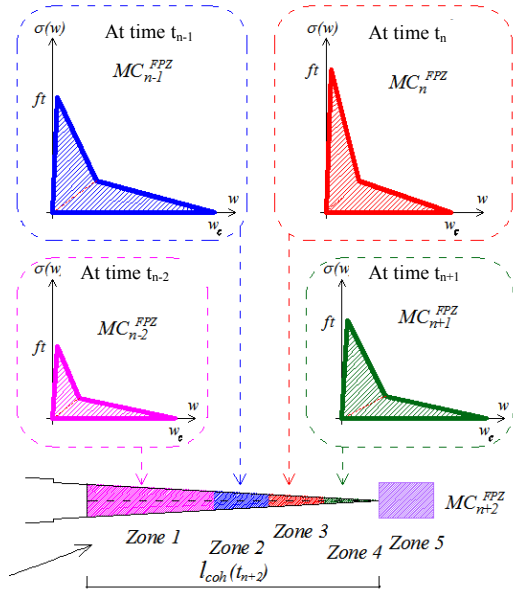 σ(w)
At time tn-1
MCn-1FPZ
ft
w
wc
σ(w)
At time tn
MCnFPZ
ft
w
wc
σ(w,
At time tn-2
MCn-2FPZ
ft
w
wc
σ(w
At time tn+1
MCn+1FPZ
ft
w
wc
MCn+2FPZ
Zone 1
Zone 2
Zone 3
Zone 4
Zone 5
lcoh(tn+2)